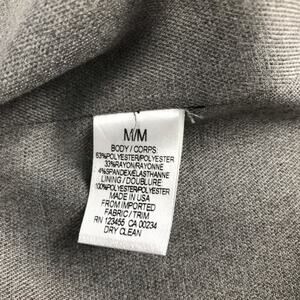 M/M
BODY / CORPS
63%POLYESTER/POLYESTER
33%RAYON/RAYONNE
4%SPANDEX/ELASTHANNE
LINING / DOUBLURE
100%POLYESTER/POLYESTER
MADE IN USA
FROM IMPORTED
FABRIC / TRIM
RN 123455 CA 00234
DRY CLEAN